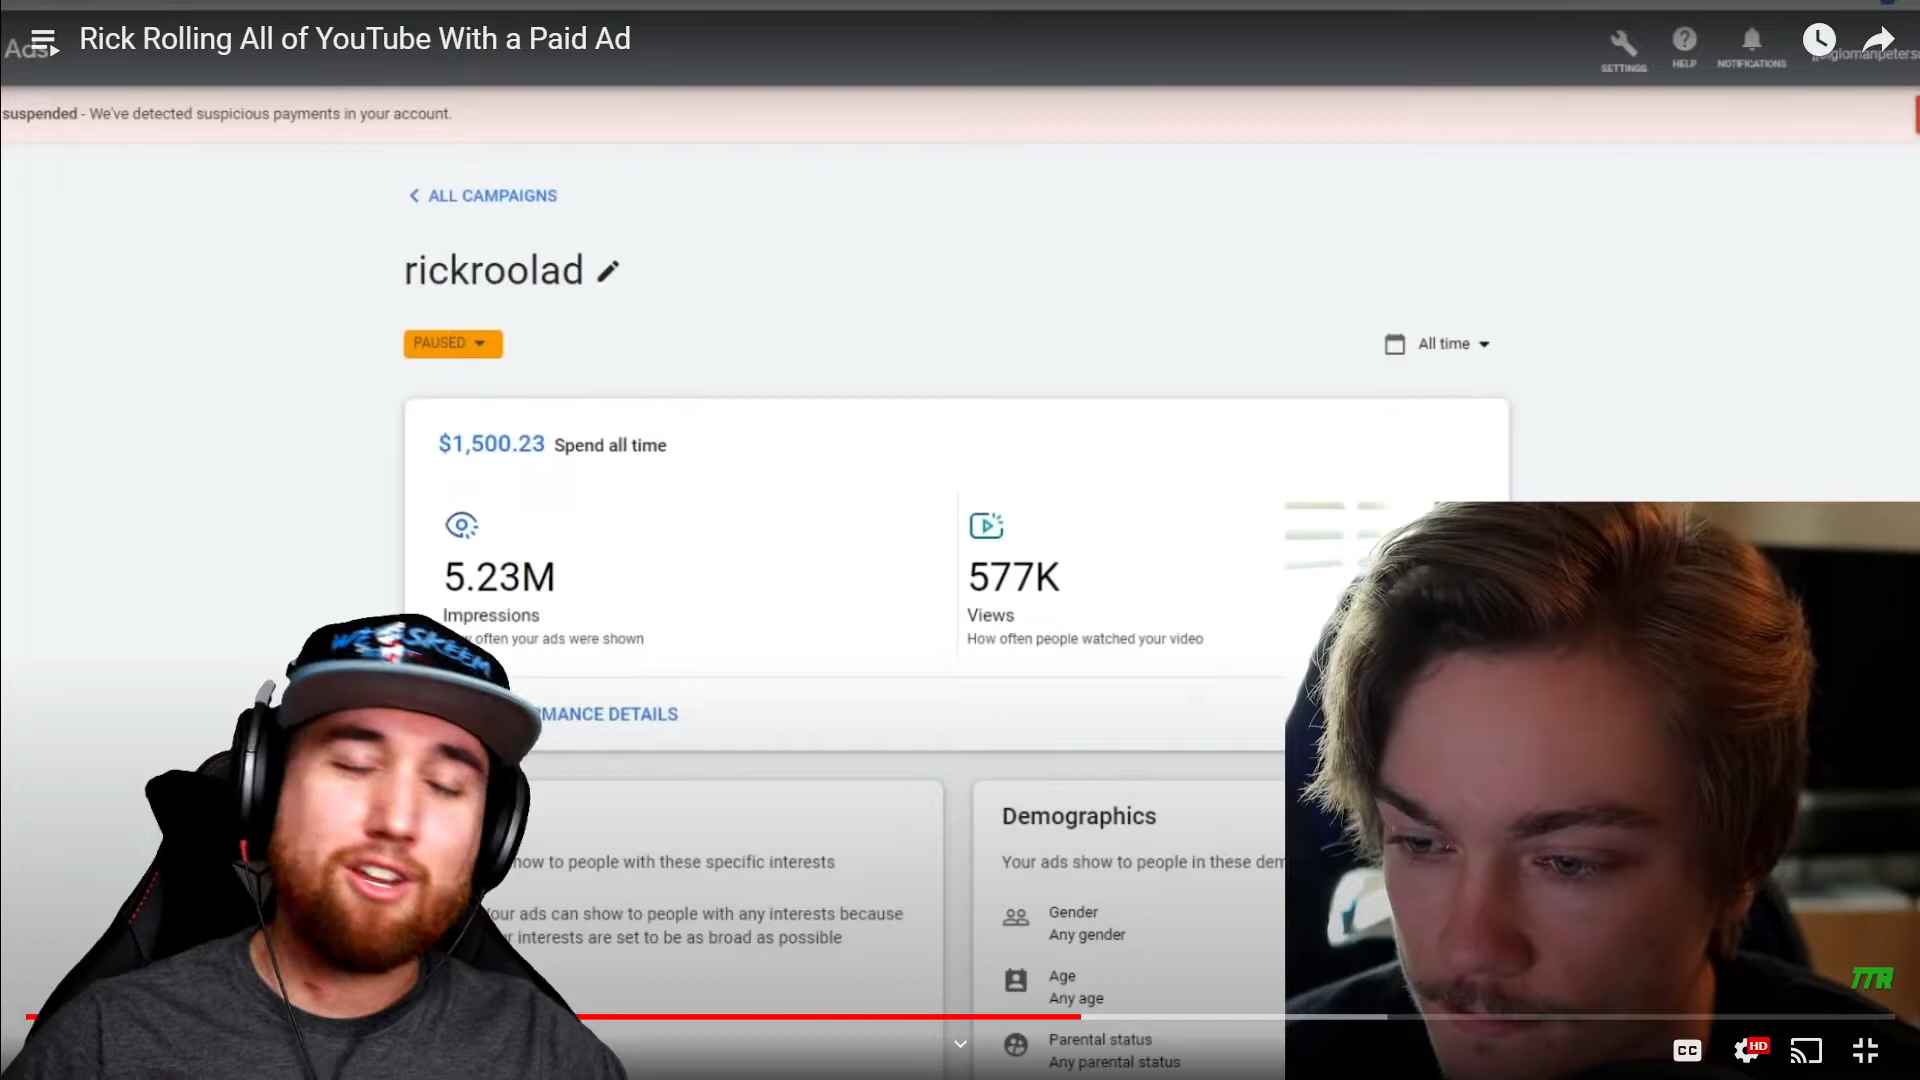 Ads
Rick Rolling All of YouTube With a Paid Ad
SETTINGS
HELP
NOTIFICATIONS
suspended - We've detected suspicious payments in your account.
ALL CAMPAIGNS
rickroolad
PAUSED
All time
$1,500.23 Spend all time
5.23M
577K
Impressions
Views
often your ads were shown
How often people watched your video
MANCE DETAILS
Demographics
how to people with these specific interests
Your ads show to people in these dem
Your ads can show to people with any interests because
interests are set to be as broad as possible
Gender
Any gender
Age
Any age
Parental status
Any parental status
TTR
CC
HD